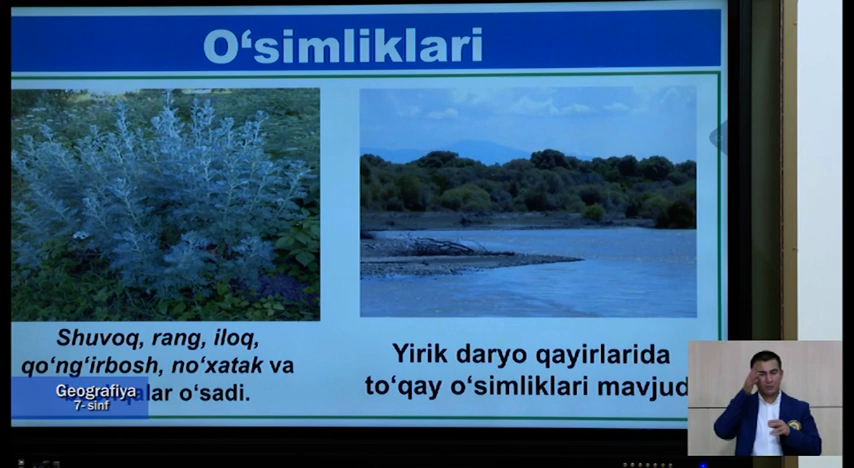 O‘simliklari
Shuvoq, rang, iloq,
qo‘ng‘irbosh, no‘xatak va
o‘sadi.
Yirik daryo qayirlarida
to‘qay o‘simliklari mavjud
Geografiya
7- sinf